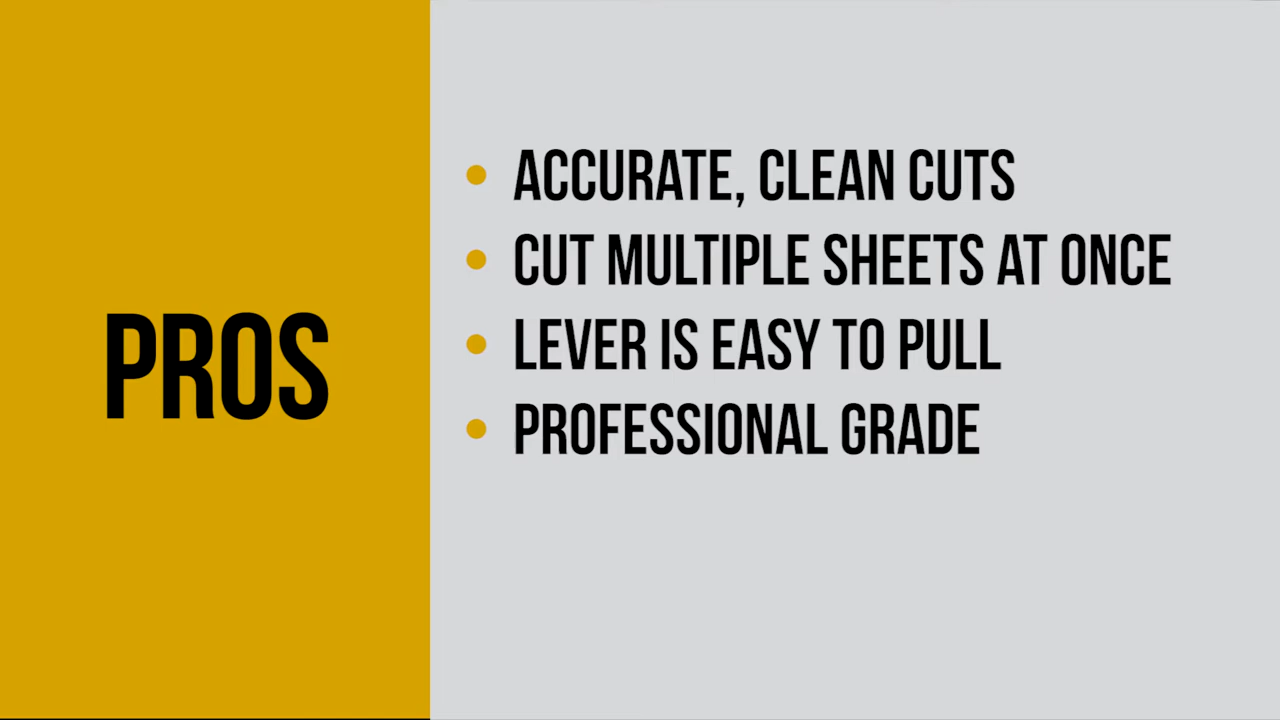 PROS
• ACCURATE, CLEAN CUTS
• CUT MULTIPLE SHEETS AT ONCE
• LEVER IS EASY TO PULL
• PROFESSIONAL GRADE